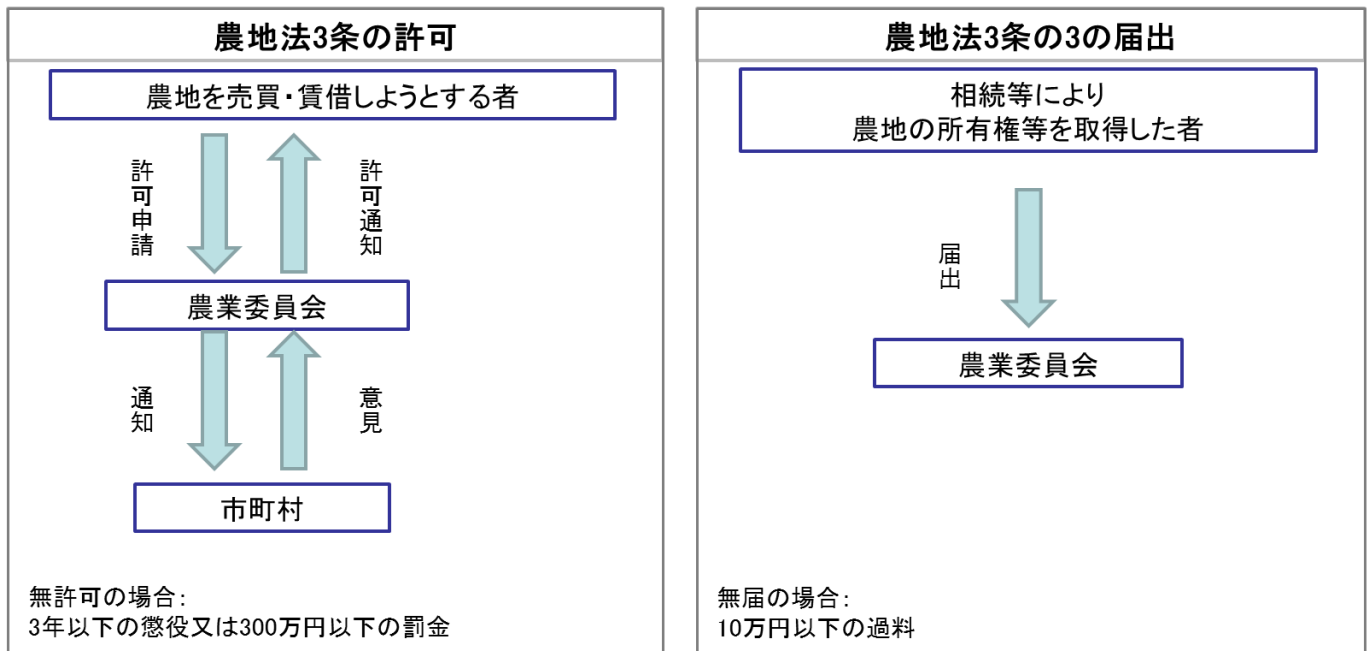 農地法3条の許可
農地を売買・賃借しようとする者
許可申請
許可通知
農業委員会
通知
意見
市町村
無許可の場合：
3年以下の懲役又は300万円以下の罰金
農地法3条の3の届出
相続等により
農地の所有権等を取得した者
届出
農業委員会
無届の場合：
10万円以下の過料